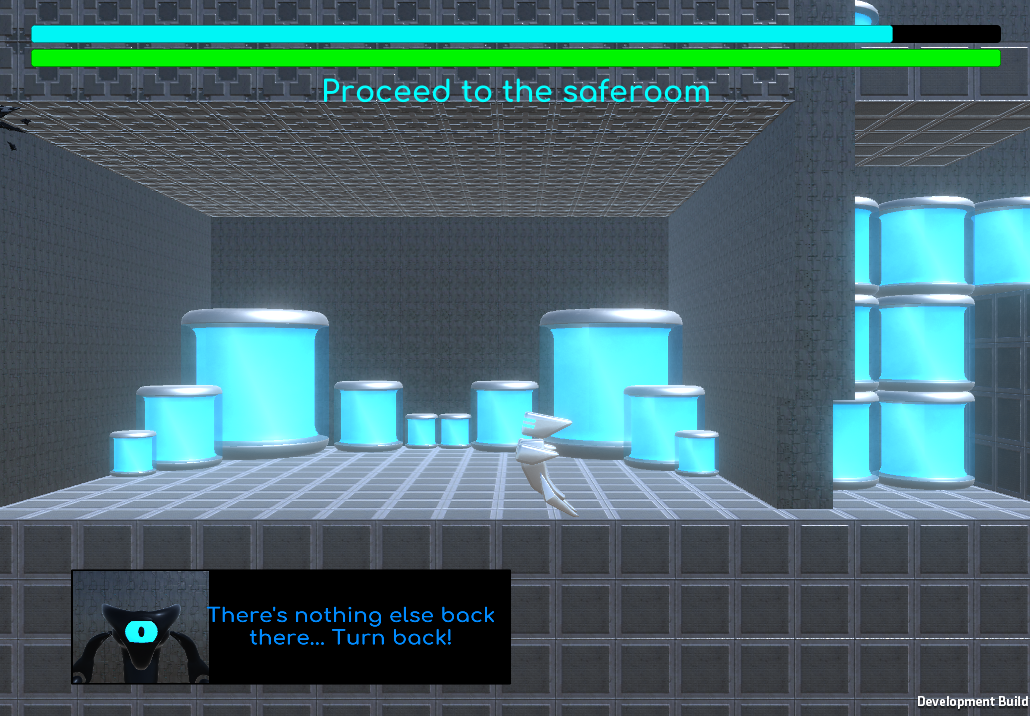 Proceed to the saferoom
There's nothing else back
there... Turn back!
Development Build